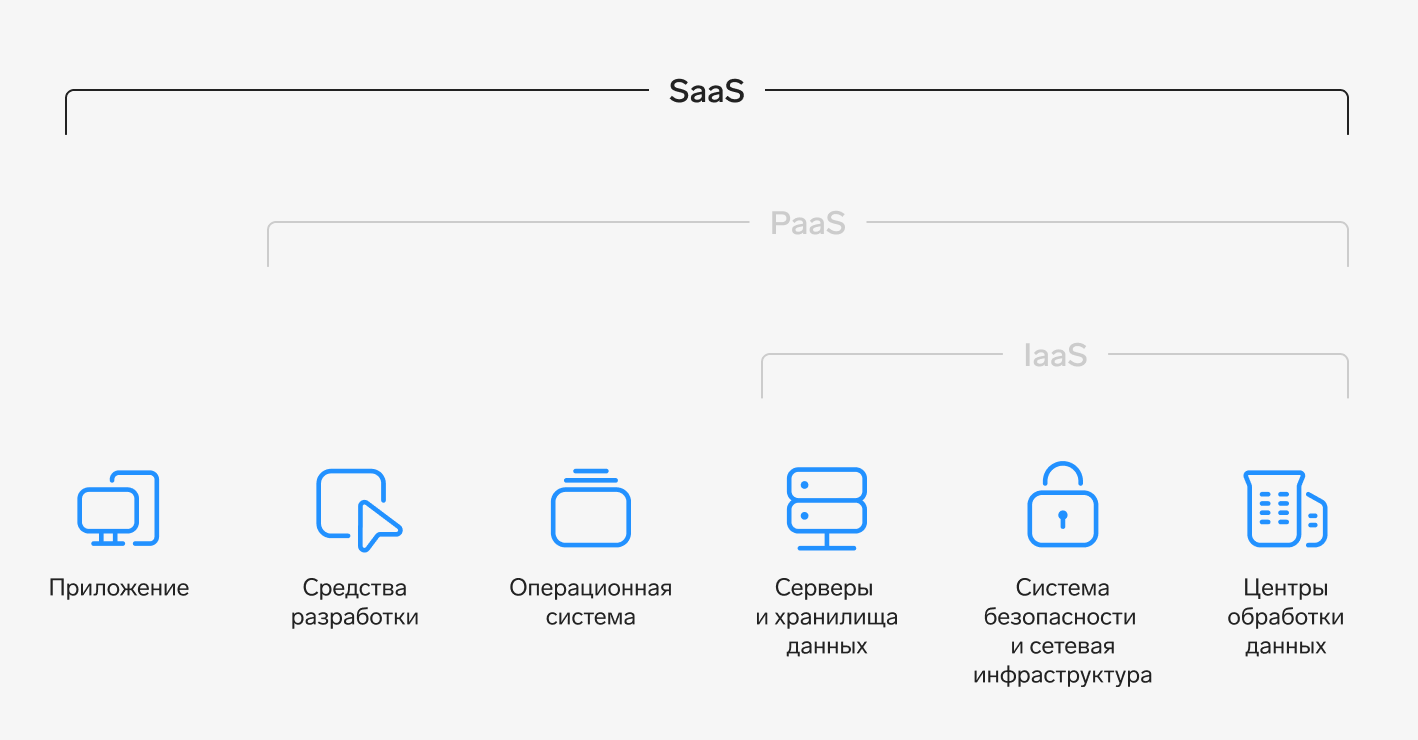 SaaS
PaaS
IaaS
Приложение
Средства
разработки
Операционная
система
Серверы
и хранилища
данных
Система
безопасности
и сетевая
инфраструктура
Центры
обработки
данных